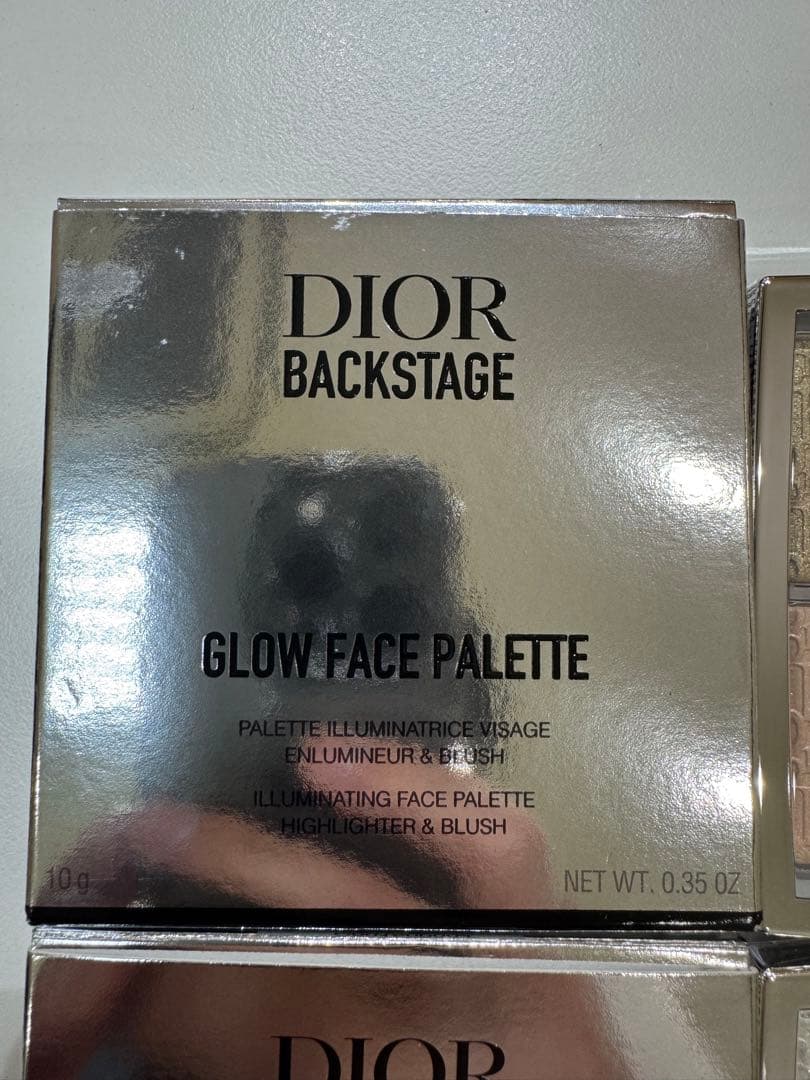 DIOR
BACKSTAGE
GLOW FACE PALETTE
PALETTE ILLUMINATRICE VISAGE
ENLUMINEUR & BLUSH
ILLUMINATING FACE PALETTE
HIGHLIGHTER & BLUSH
10 g
NET WT. 0.35 OZ
DIOR